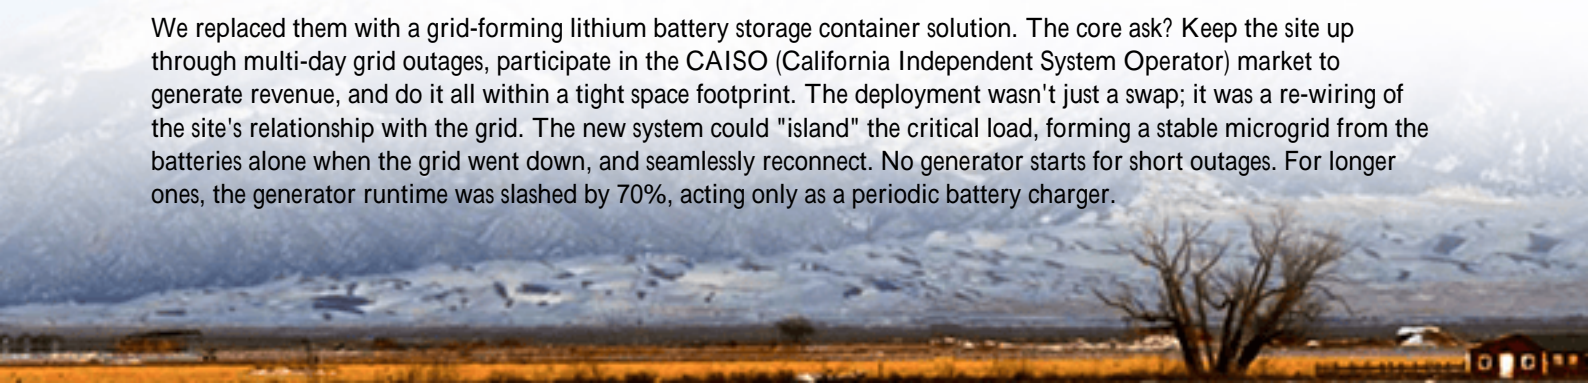 We replaced them with a grid-forming lithium battery storage container solution. The core ask? Keep the site up
through multi-day grid outages, participate in the CAISO (California Independent System Operator) market to
generate revenue, and do it all within a tight space footprint. The deployment wasn't just a swap; it was a re-wiring of
the site's relationship with the grid. The new system could "island" the critical load, forming a stable microgrid from the
batteries alone when the grid went down, and seamlessly reconnect. No generator starts for short outages. For longer
ones, the generator runtime was slashed by 70%, acting only as a periodic battery charger.